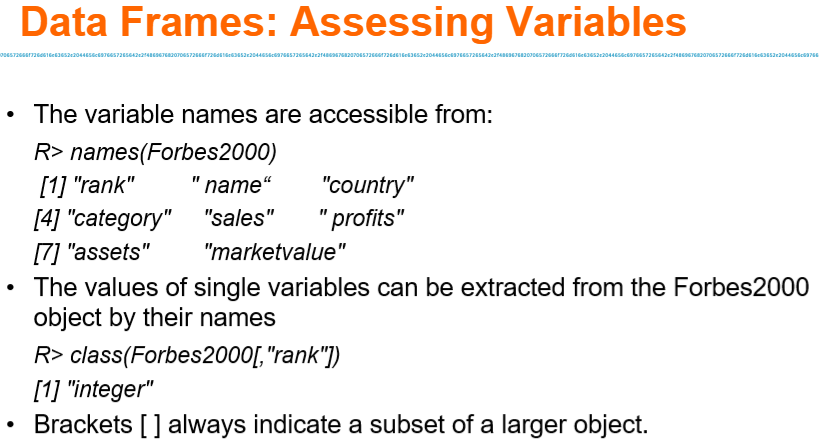 Data Frames: Assessing Variables
• The variable names are accessible from:
R> names(Forbes2000)
[1] "rank" " name“ "country"
[4] "category" "sales" " profits"
[7] "assets" "marketvalue"
• The values of single variables can be extracted from the Forbes2000
object by their names
R> class(Forbes2000[,"rank"])
[1] "integer"
• Brackets [ ] always indicate a subset of a larger object.